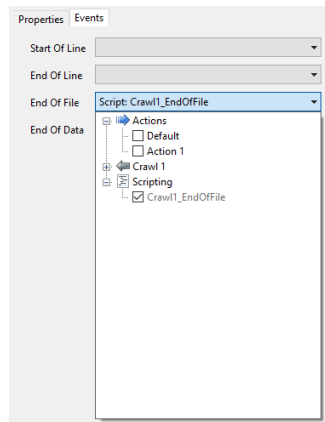 Properties Events
Start Of Line
End Of Line
End Of File Script: Crawl1_EndOfFile
Actions
End Of Data Default
Action 1
Crawl 1
Scripting
Crawl1_EndOfFile